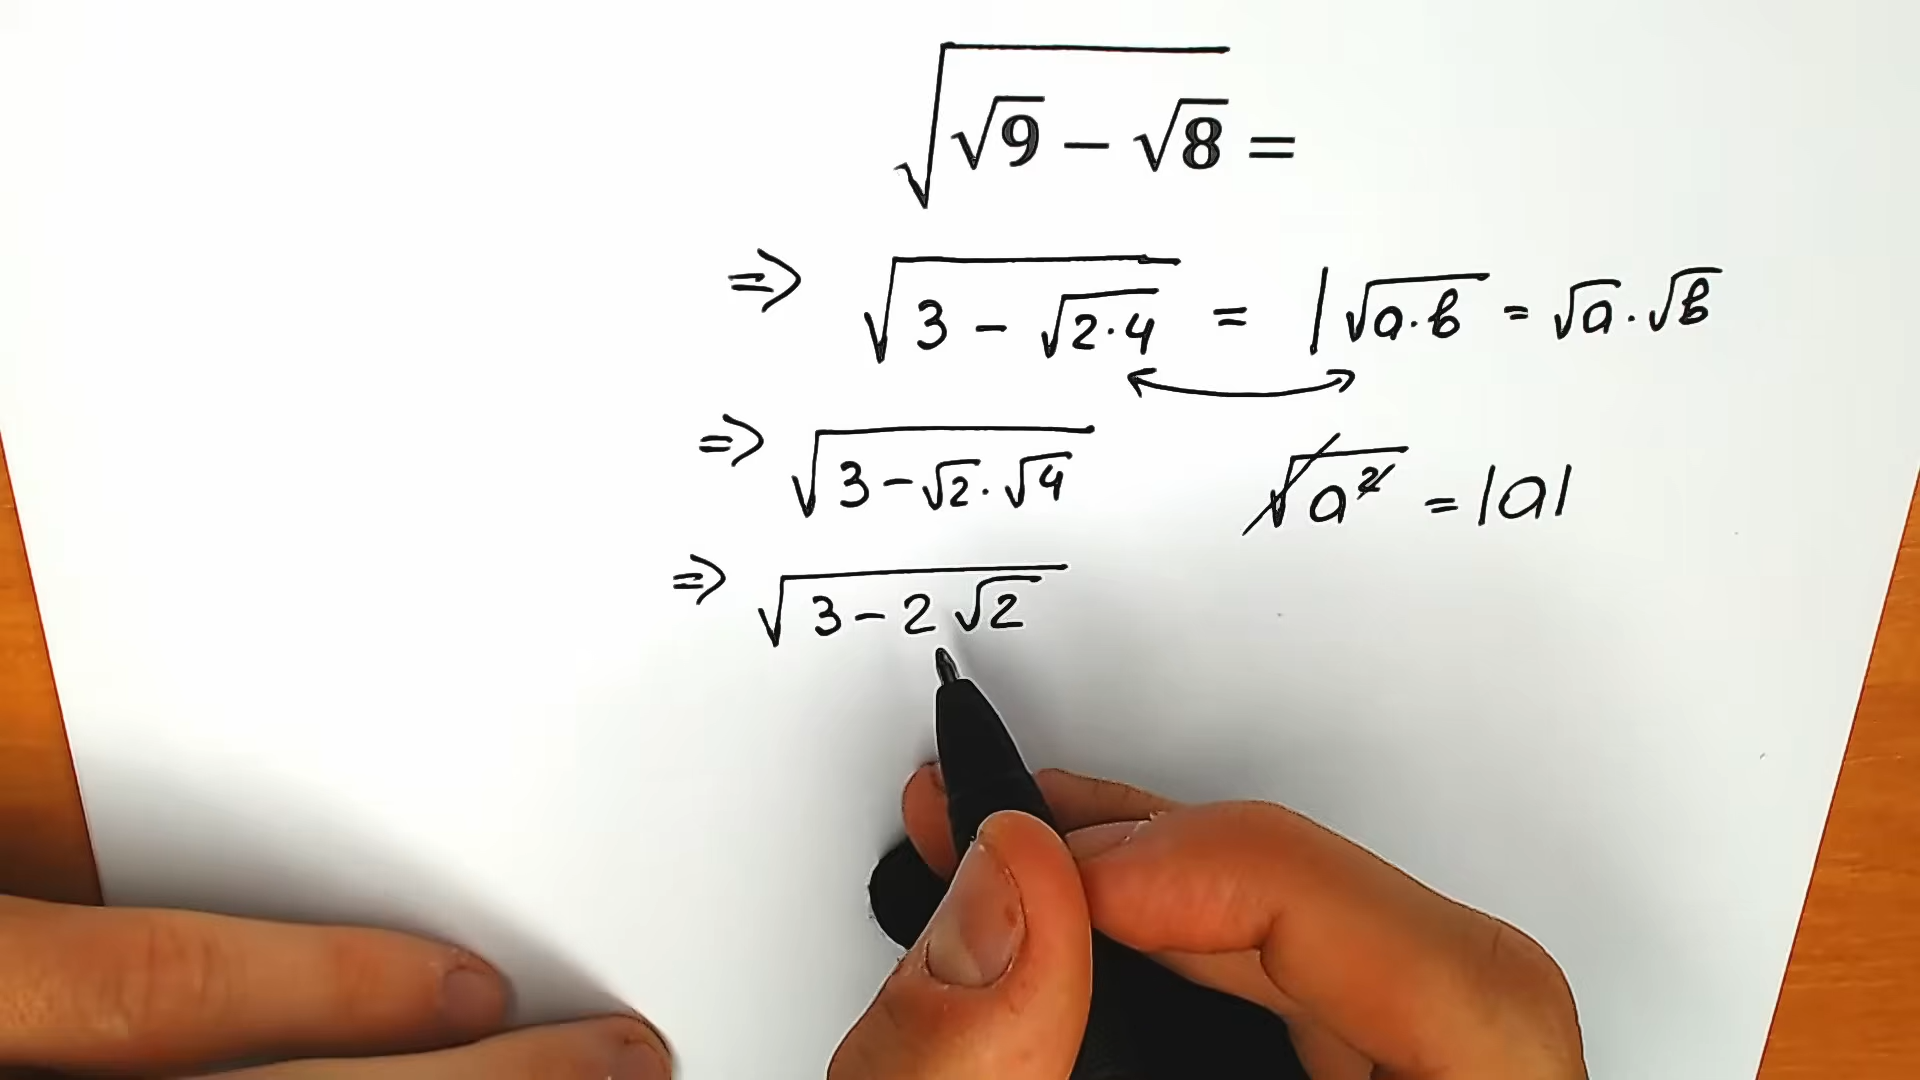 √(√9 − √8) =
⇒ √(3 − √(2·4)) = | √(a·b) = √a · √b
⇒ √(3 − √2 · √4)
√(a²) = |a|
⇒ √(3 − 2√2)